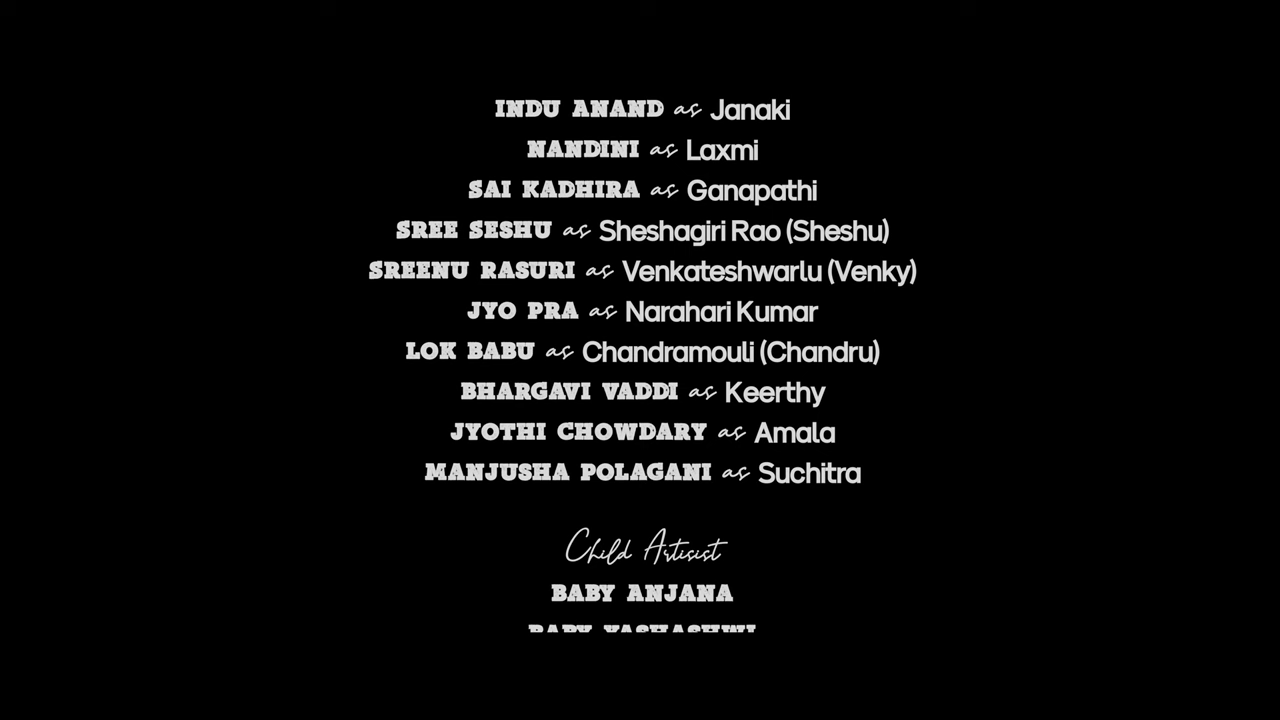 INDU ANAND as Janaki
NANDINI as Laxmi
SAI KADHIRA as Ganapathi
SREE SESHU as Sheshagiri Rao (Sheshu)
SREENU RASURI as Venkateshwarlu (Venky)
JYO PRA as Narahari Kumar
LOK BABU as Chandramouli (Chandru)
BHARGAVI VADDI as Keerthy
JYOTHI CHOWDARY as Amala
MANJUSHA POLAGANI as Suchitra
Child Artisist
BABY ANJANA
BABY